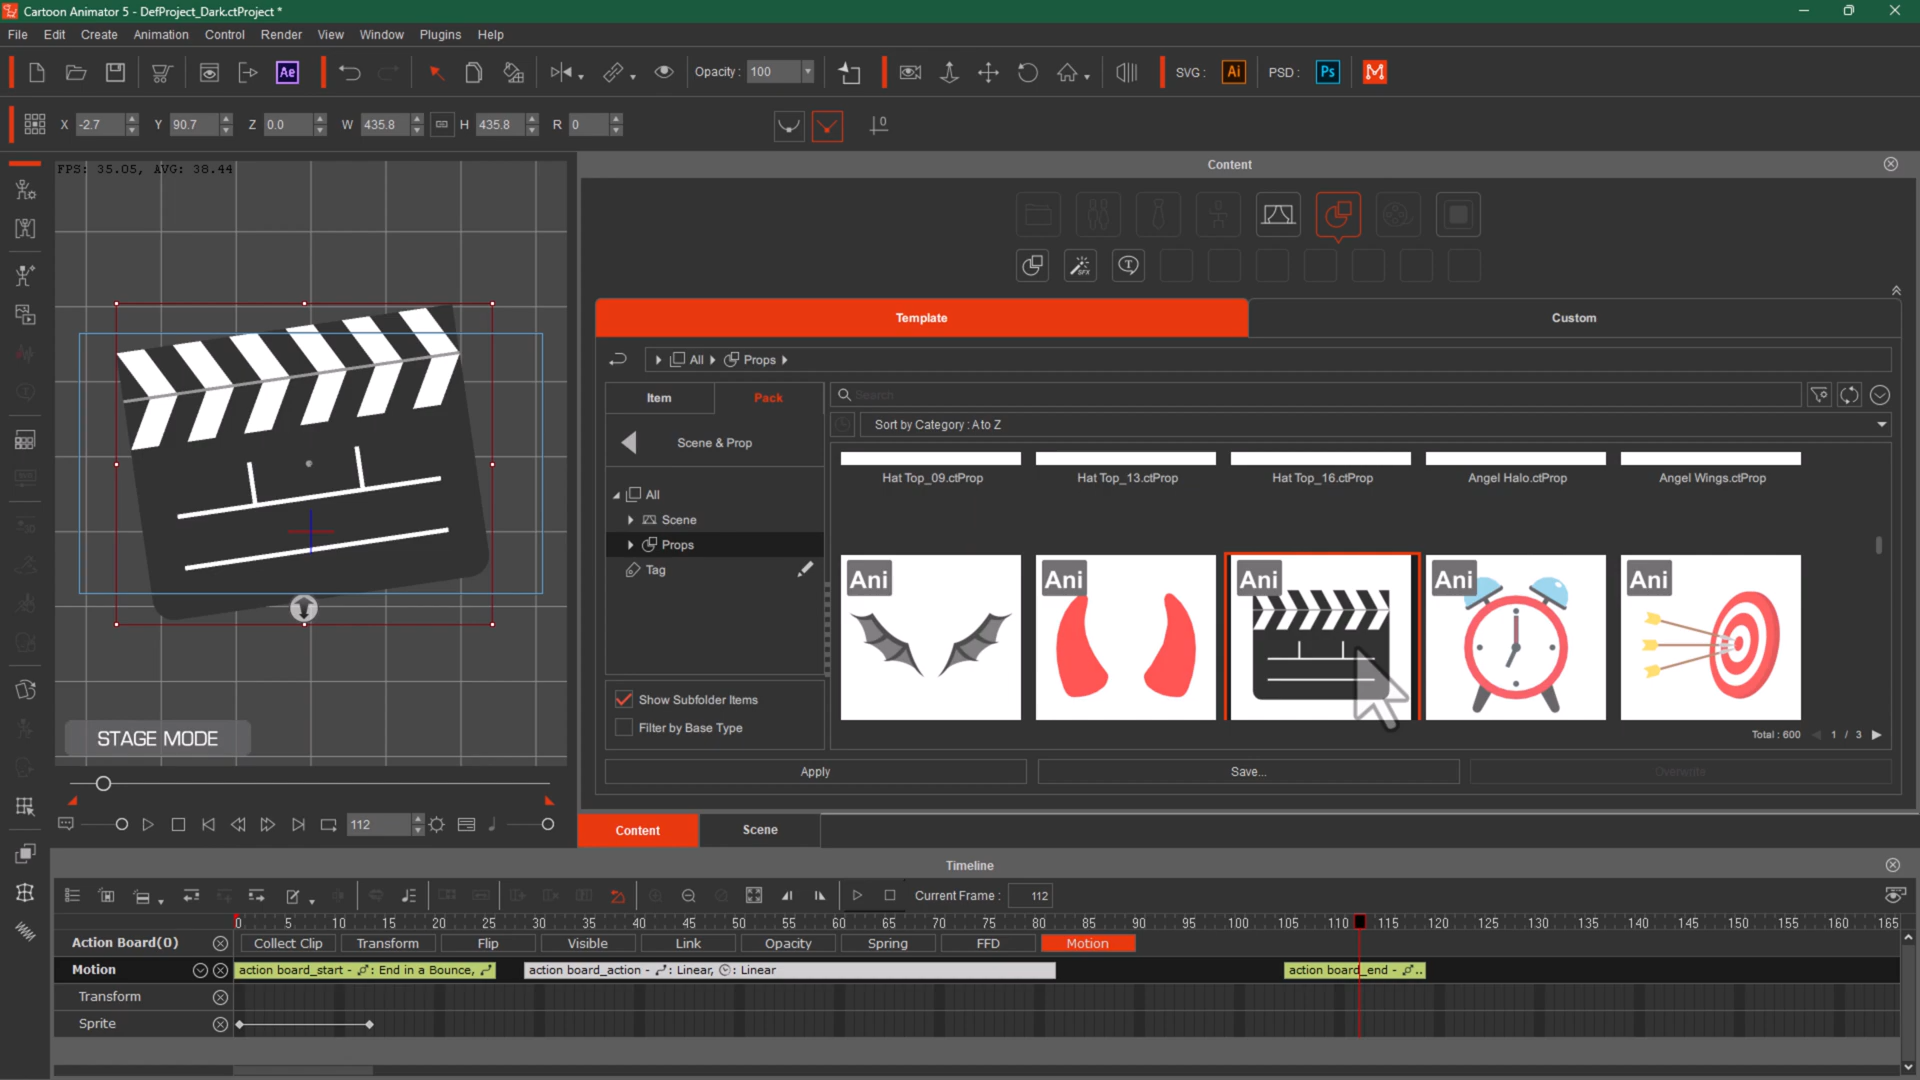 Cartoon Animator 5 - DefProject_Dark.ctProject *
File Edit Create Animation Control Render View Window Plugins Help
Ae Opacity : 100 SVG : Ai PSD : Ps
X -2.7 Y 90.7 Z 0.0 W 435.8 H 435.8 R 0 0
FPS: 35.05, AVG: 38.44
Content
SFX T
Template Custom
All Props
Item Pack
Search
Scene & Prop
Sort by Category : A to Z
Hat Top_09.ctProp Hat Top_13.ctProp Hat Top_16.ctProp Angel Halo.ctProp Angel Wings.ctProp
All
Scene
Props
Tag
Ani Ani Ani Ani Ani
Show Subfolder Items
Filter by Base Type
STAGE MODE
Total : 600 1 / 3
Apply Save... Overwrite
112
Content Scene
Timeline
Current Frame : 112
0 5 10 15 20 25 30 35 40 45 50 55 60 65 70 75 80 85 90 95 100 105 110 115 120 125 130 135 140 145 150 155 160 165
Action Board(0) Collect Clip Transform Flip Visible Link Opacity Spring FFD Motion
Motion action board_start - : End in a Bounce, action board_action - : Linear, : Linear action board_end - ..
Transform
Sprite